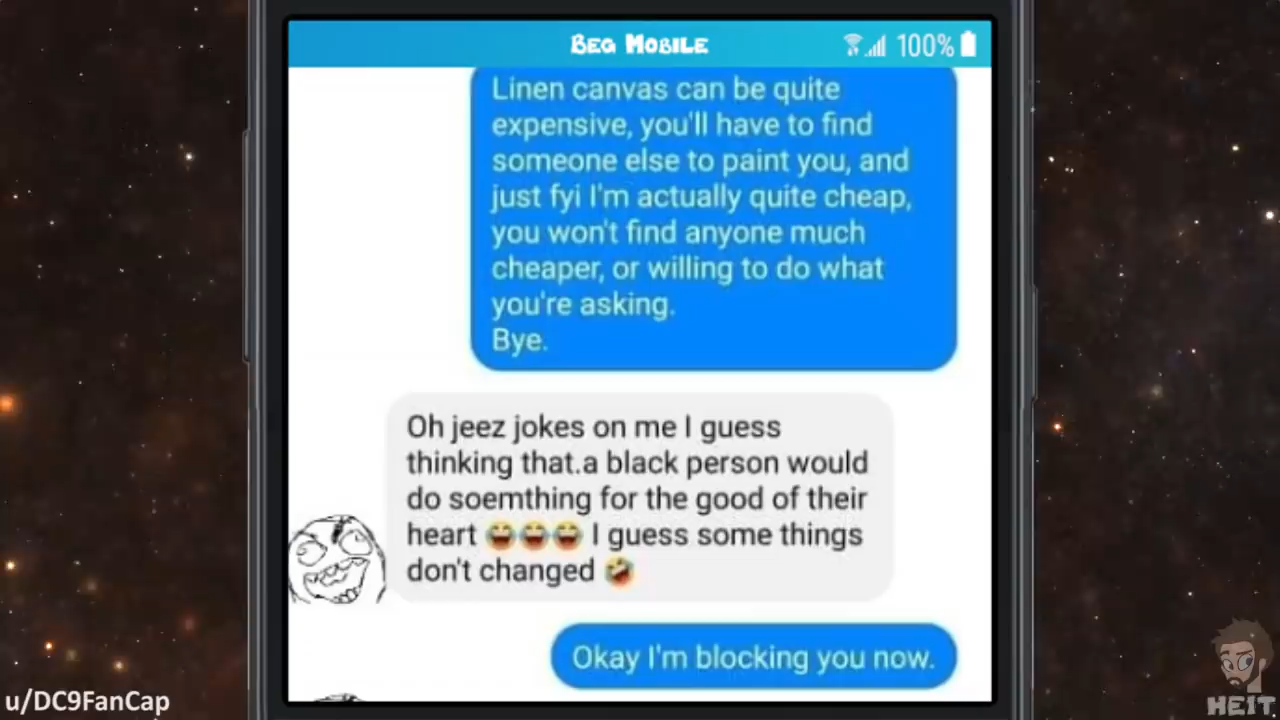 BEG MOBILE
100%
Linen canvas can be quite
expensive, you'll have to find
someone else to paint you, and
just fyi I'm actually quite cheap,
you won't find anyone much
cheaper, or willing to do what
you're asking.
Bye.
Oh jeez jokes on me I guess
thinking that.a black person would
do soemthing for the good of their
heart 😂😂😂 I guess some things
don't changed 🤣
Okay I'm blocking you now.
u/DC9FanCap
HEIT.